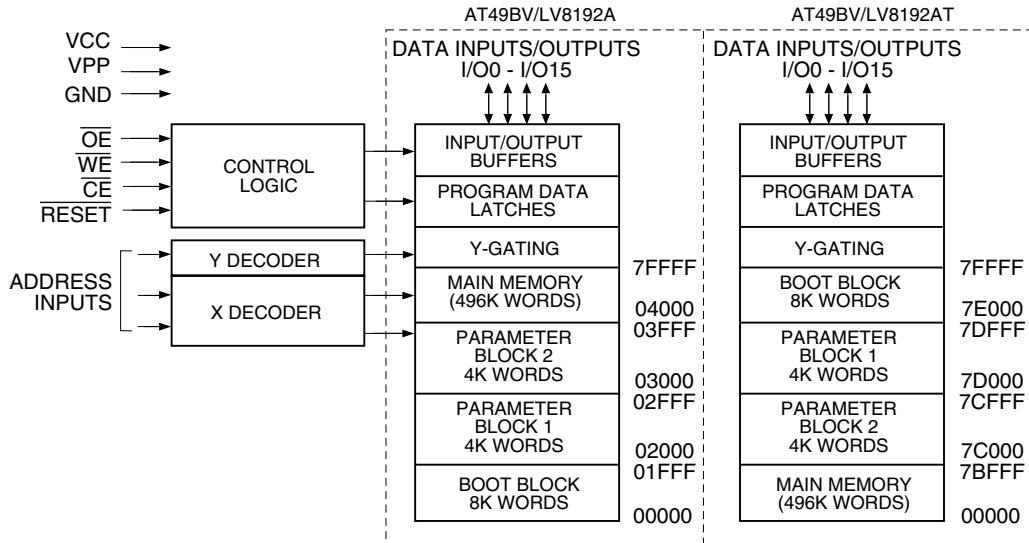 AT49BV/LV8192A
AT49BV/LV8192AT
VCC
VPP
GND
OE
WE
CE
RESET
ADDRESS
INPUTS
CONTROL
LOGIC
Y DECODER
X DECODER
DATA INPUTS/OUTPUTS
I/O0 - I/O15
INPUT/OUTPUT
BUFFERS
PROGRAM DATA
LATCHES
Y-GATING
MAIN MEMORY
(496K WORDS)
PARAMETER
BLOCK 2
4K WORDS
PARAMETER
BLOCK 1
4K WORDS
BOOT BLOCK
8K WORDS
7FFFF
04000
03FFF
03000
02FFF
02000
01FFF
00000
DATA INPUTS/OUTPUTS
I/O0 - I/O15
INPUT/OUTPUT
BUFFERS
PROGRAM DATA
LATCHES
Y-GATING
BOOT BLOCK
8K WORDS
PARAMETER
BLOCK 1
4K WORDS
PARAMETER
BLOCK 2
4K WORDS
MAIN MEMORY
(496K WORDS)
7FFFF
7E000
7DFFF
7D000
7CFFF
7C000
7BFFF
00000